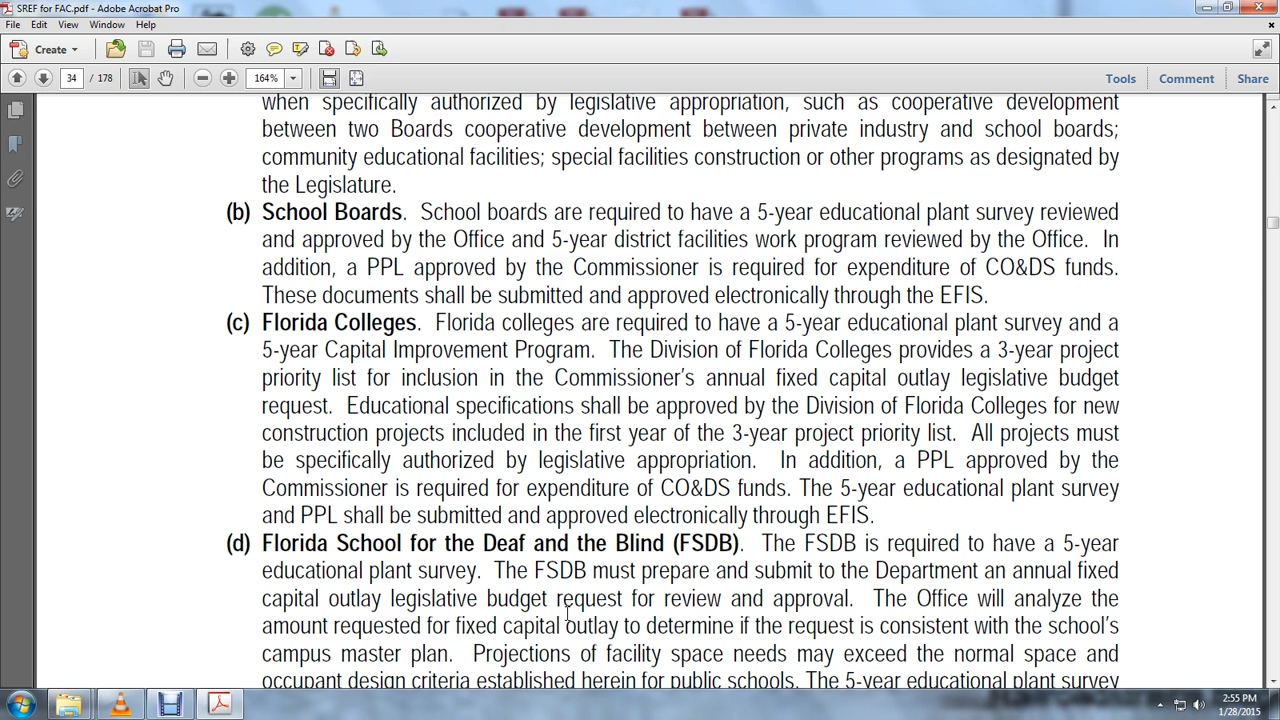 SREF for FAC.pdf - Adobe Acrobat Pro
File Edit View Window Help
Create
34 / 178 164% Tools Comment Share
when specifically authorized by legislative appropriation, such as cooperative development
between two Boards cooperative development between private industry and school boards;
community educational facilities; special facilities construction or other programs as designated by
the Legislature.
(b) School Boards. School boards are required to have a 5-year educational plant survey reviewed
and approved by the Office and 5-year district facilities work program reviewed by the Office. In
addition, a PPL approved by the Commissioner is required for expenditure of CO&DS funds.
These documents shall be submitted and approved electronically through the EFIS.
(c) Florida Colleges. Florida colleges are required to have a 5-year educational plant survey and a
5-year Capital Improvement Program. The Division of Florida Colleges provides a 3-year project
priority list for inclusion in the Commissioner's annual fixed capital outlay legislative budget
request. Educational specifications shall be approved by the Division of Florida Colleges for new
construction projects included in the first year of the 3-year project priority list. All projects must
be specifically authorized by legislative appropriation. In addition, a PPL approved by the
Commissioner is required for expenditure of CO&DS funds. The 5-year educational plant survey
and PPL shall be submitted and approved electronically through EFIS.
(d) Florida School for the Deaf and the Blind (FSDB). The FSDB is required to have a 5-year
educational plant survey. The FSDB must prepare and submit to the Department an annual fixed
capital outlay legislative budget request for review and approval. The Office will analyze the
amount requested for fixed capital outlay to determine if the request is consistent with the school's
campus master plan. Projections of facility space needs may exceed the normal space and
occupant design criteria established herein for public schools. The 5-year educational plant survey
2:55 PM
1/28/2015